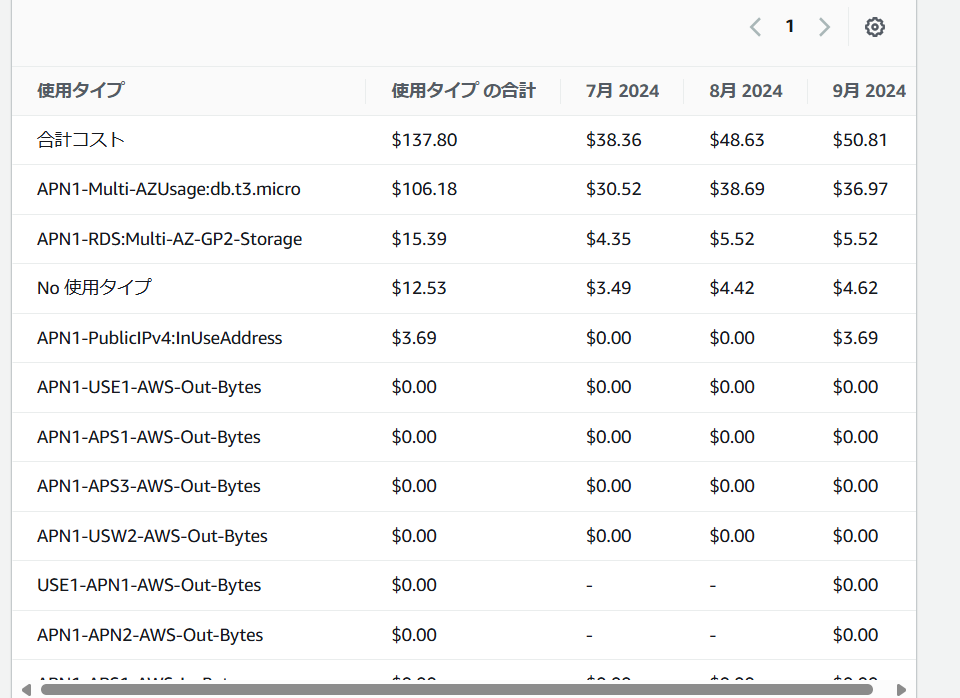 1
使用タイプ 使用タイプ の合計 7月 2024 8月 2024 9月 2024
合計コスト $137.80 $38.36 $48.63 $50.81
APN1-Multi-AZUsage:db.t3.micro $106.18 $30.52 $38.69 $36.97
APN1-RDS:Multi-AZ-GP2-Storage $15.39 $4.35 $5.52 $5.52
No 使用タイプ $12.53 $3.49 $4.42 $4.62
APN1-PublicIPv4:InUseAddress $3.69 $0.00 $0.00 $3.69
APN1-USE1-AWS-Out-Bytes $0.00 $0.00 $0.00 $0.00
APN1-APS1-AWS-Out-Bytes $0.00 $0.00 $0.00 $0.00
APN1-APS3-AWS-Out-Bytes $0.00 $0.00 $0.00 $0.00
APN1-USW2-AWS-Out-Bytes $0.00 $0.00 $0.00 $0.00
USE1-APN1-AWS-Out-Bytes $0.00 - - $0.00
APN1-APN2-AWS-Out-Bytes $0.00 - - $0.00